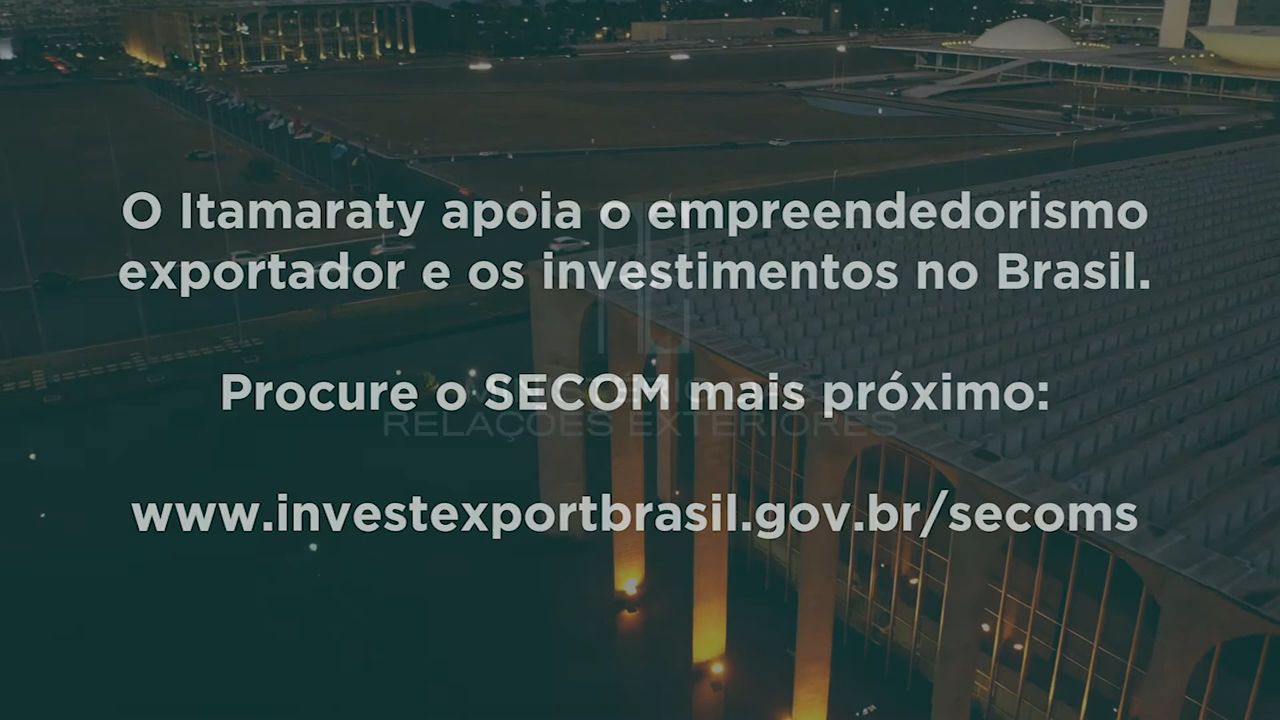 O Itamaraty apoia o empreendedorismo
exportador e os investimentos no Brasil.
Procure o SECOM mais próximo:
RELAÇÕES EXTERIORES
www.investexportbrasil.gov.br/secoms